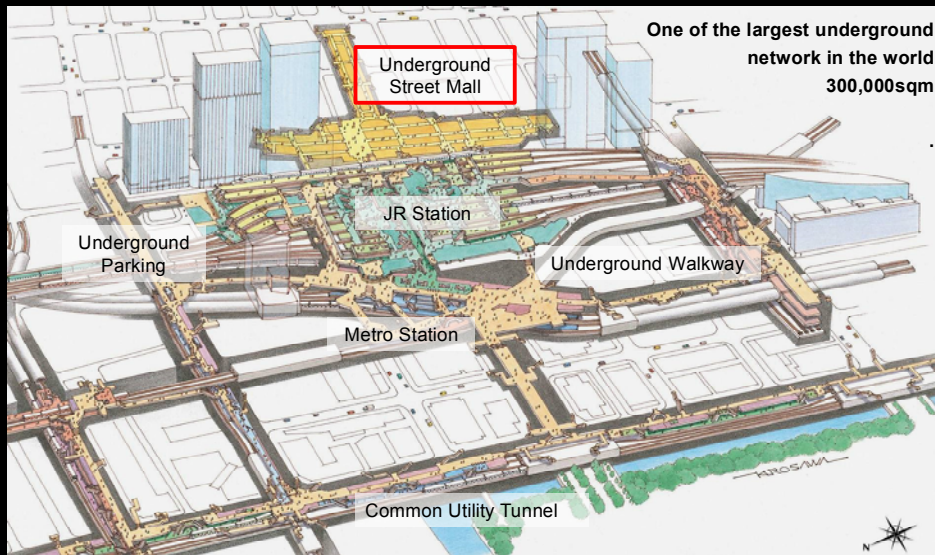 One of the largest underground
network in the world
300,000sqm
.
Underground
Street Mall
JR Station
Underground
Parking
Underground Walkway
Metro Station
Common Utility Tunnel
N